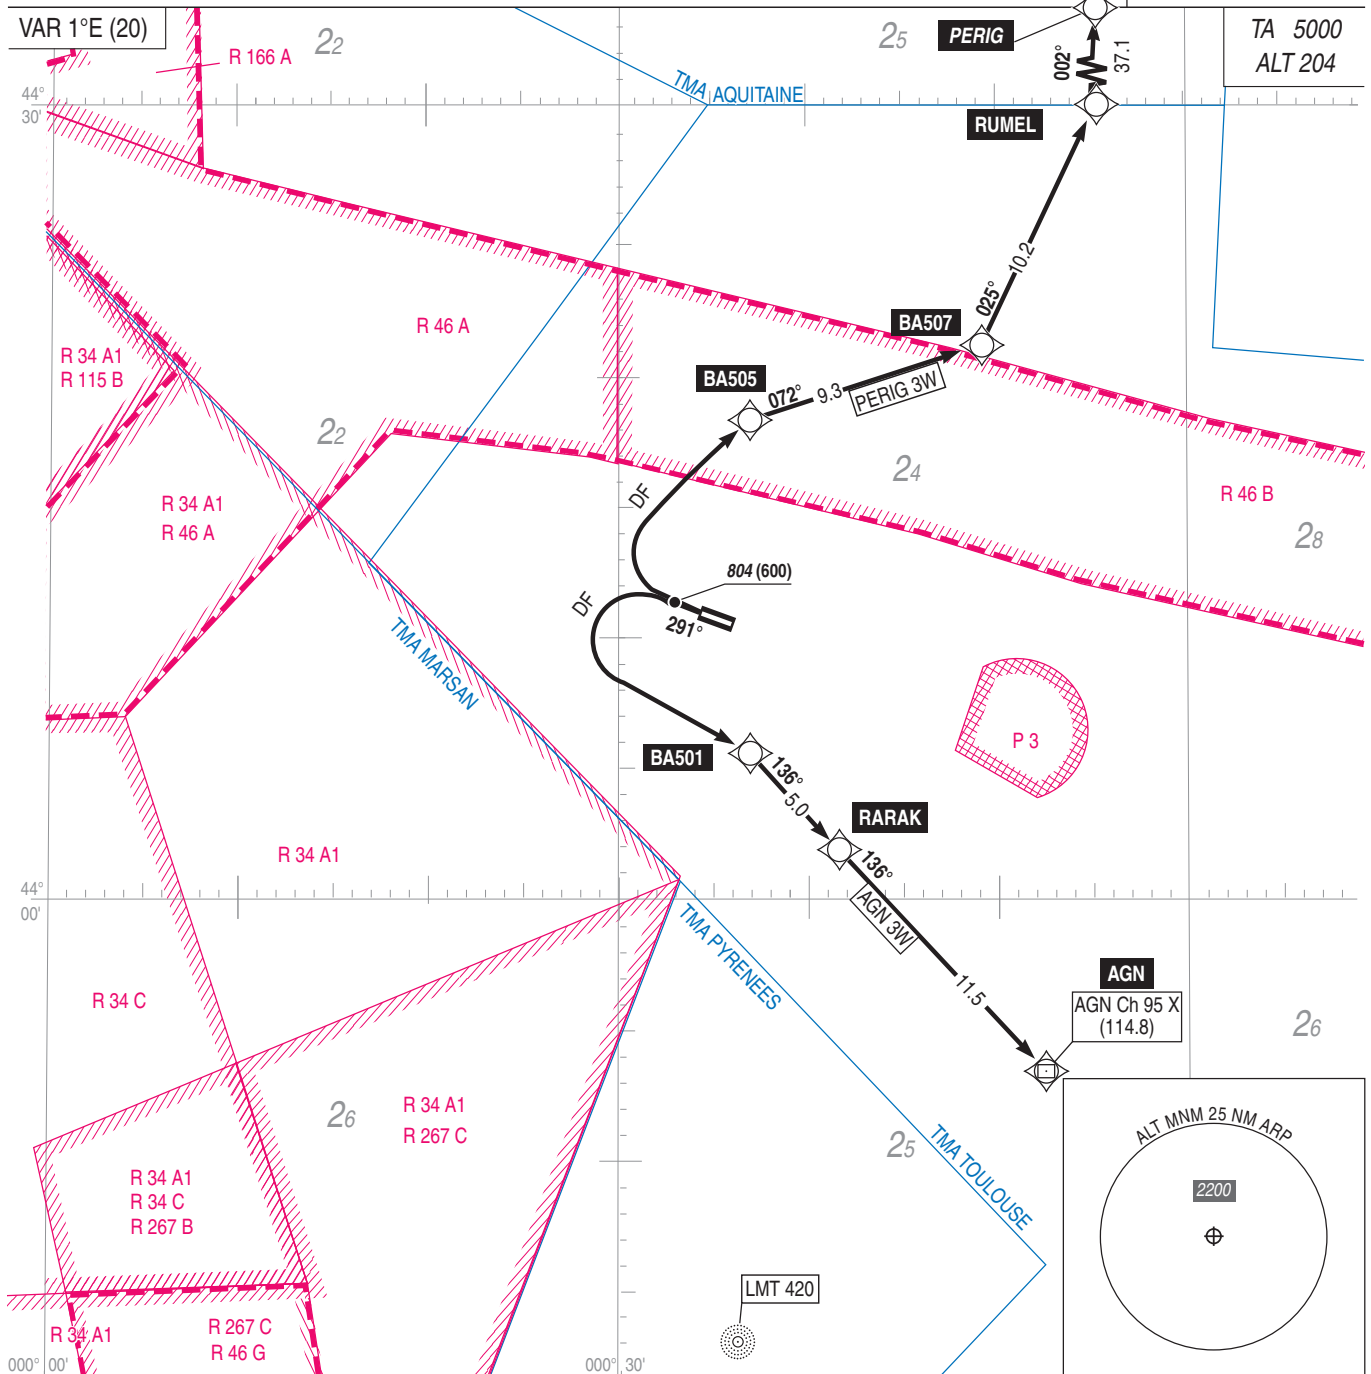 VAR 1°E (20)
R 166 A
22
25
PERIG
002°
37.1
TA 5000
ALT 204
44°
30'
TMA AQUITAINE
RUMEL
10.2
025°
R 46 A
BA507
R 34 A1
R 115 B
BA505
072°
9.3
PERIG 3W
22
24
R 46 B
R 34 A1
R 46 A
DF
28
804 (600)
DF
291°
TMA MARSAN
P 3
BA501
136°
5.0
RARAK
136°
R 34 A1
44°
00'
AGN 3W
TMA PYRENEES
R 34 C
11.5
AGN
AGN Ch 95 X
(114.8)
26
26
R 34 A1
R 267 C
25
TMA TOULOUSE
ALT MNM 25 NM ARP
2200
R 34 A1
R 34 C
R 267 B
LMT 420
R 34 A1
R 267 C
R 46 G
000° 00'
000° 30'